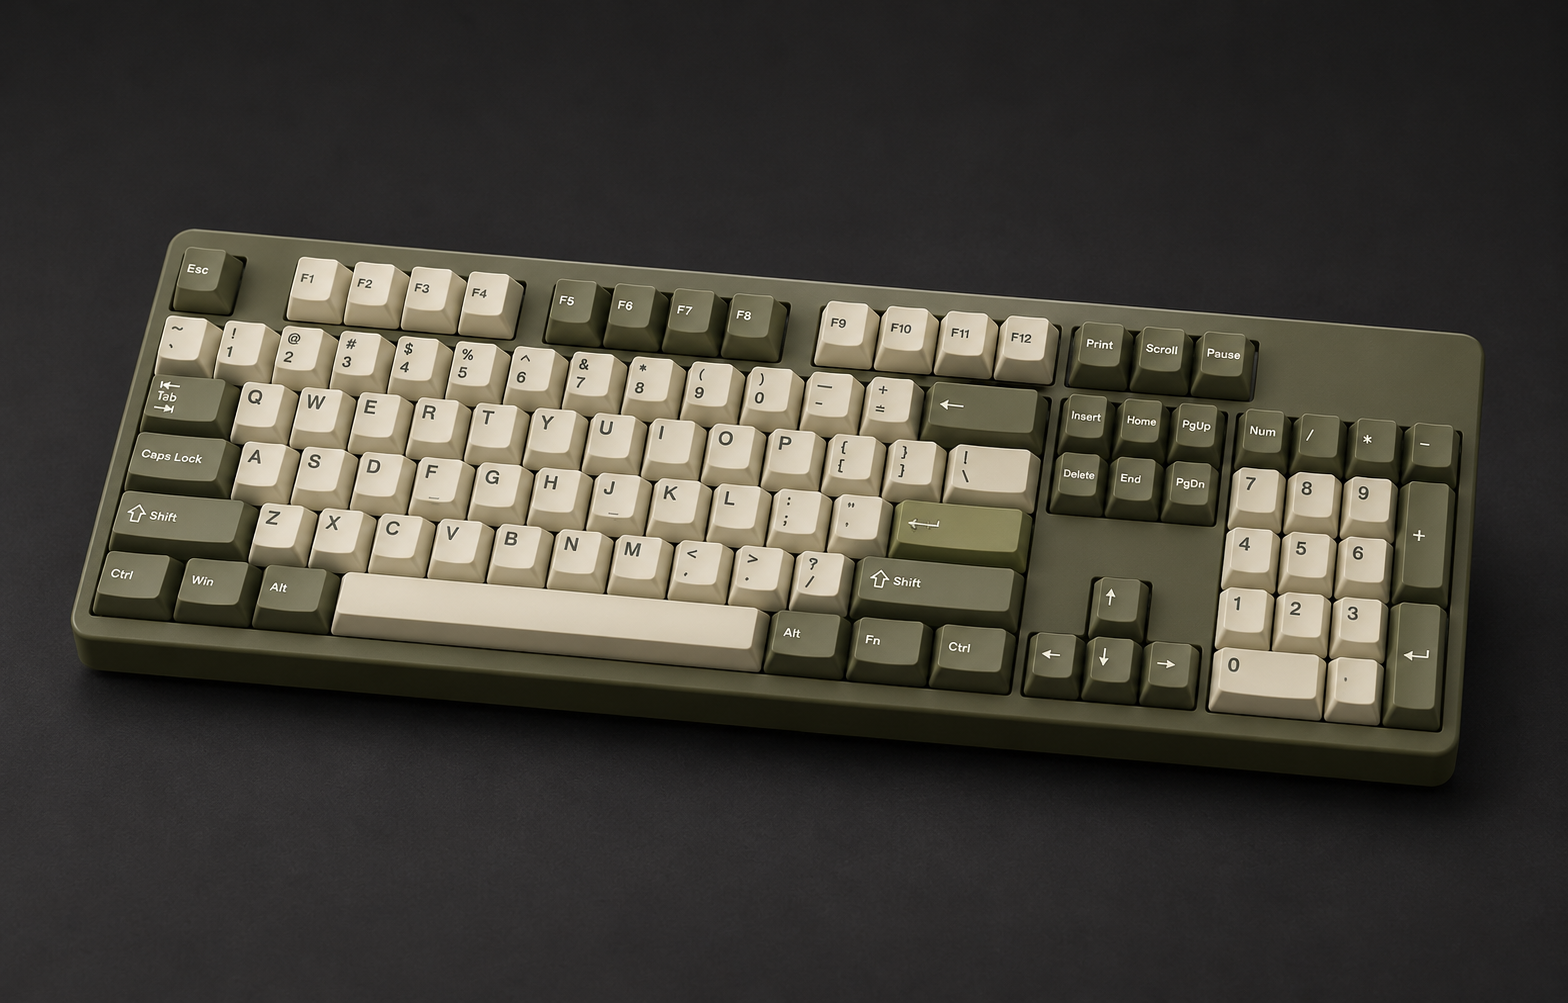 Esc F1 F2 F3 F4 F5 F6 F7 F8 F9 F10 F11 F12 Print Scroll Pause
~ ! @ # $ % ^ & * ( ) — +
` 1 2 3 4 5 6 7 8 9 0 - = ← Insert Home PgUp Num / * −
Tab Q W E R T Y U I O P { } ¦
[ ] \ Delete End PgDn 7 8 9 +
Caps Lock A S D F G H J K L : "
; ' 4 5 6
⇧ Shift Z X C V B N M < > ? ⇧ Shift ↑ 1 2 3
, . /
Ctrl Win Alt Alt Fn Ctrl ← ↓ → 0 .